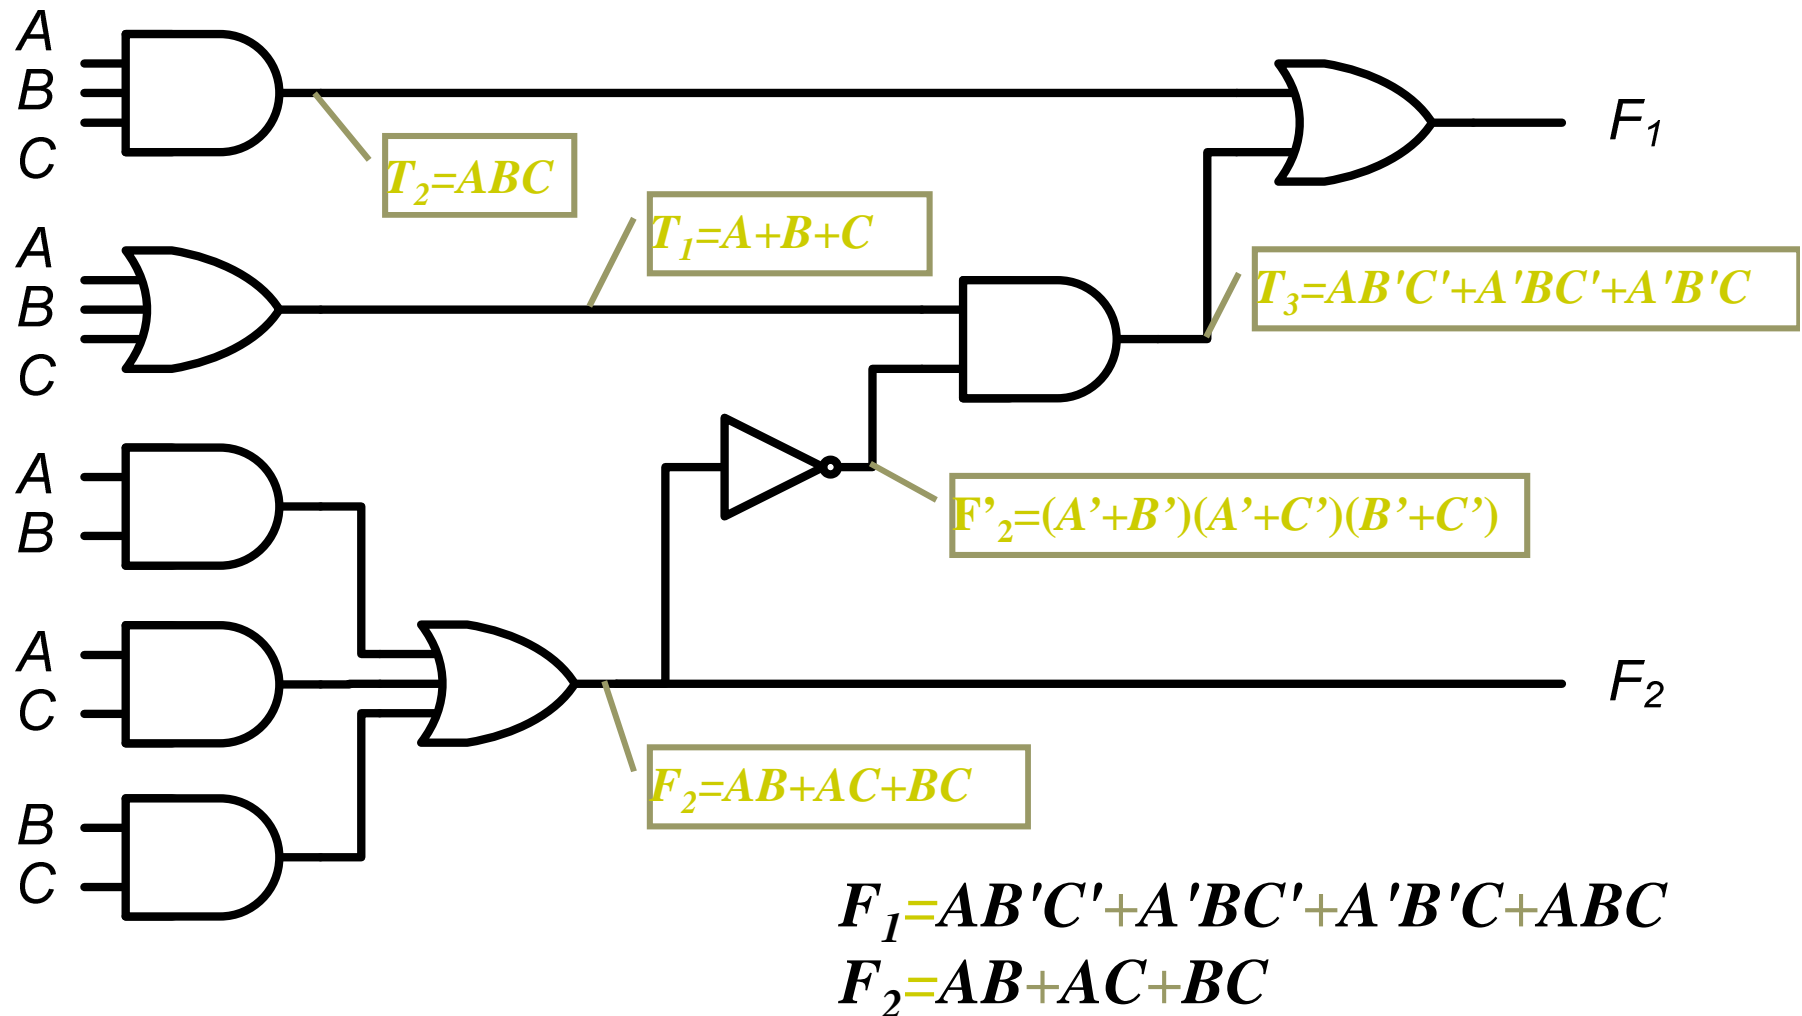 A
B
C
T₂=ABC
F₁
A
B
C
T₁=A+B+C
T₃=AB'C'+A'BC'+A'B'C
A
B
F’₂=(A’+B’)(A’+C’)(B’+C’)
A
C
F₂
B
C
F₂=AB+AC+BC
F₁=AB'C'+A'BC'+A'B'C+ABC
F₂=AB+AC+BC